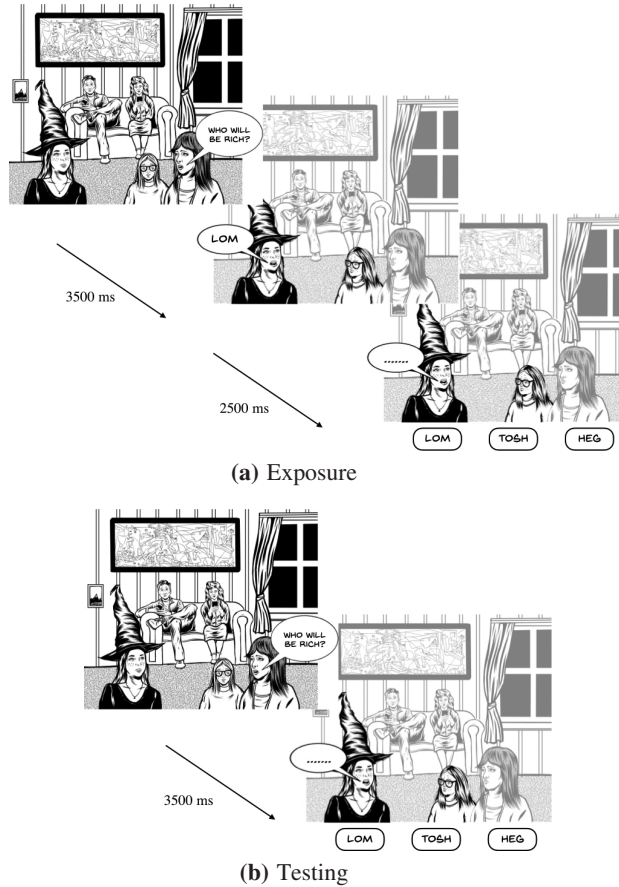 WHO WILL
BE RICH?
LOM
3500 ms
.......
2500 ms
LOM TOSH HEG
(a) Exposure
WHO WILL
BE RICH?
.......
3500 ms
LOM TOSH HEG
(b) Testing